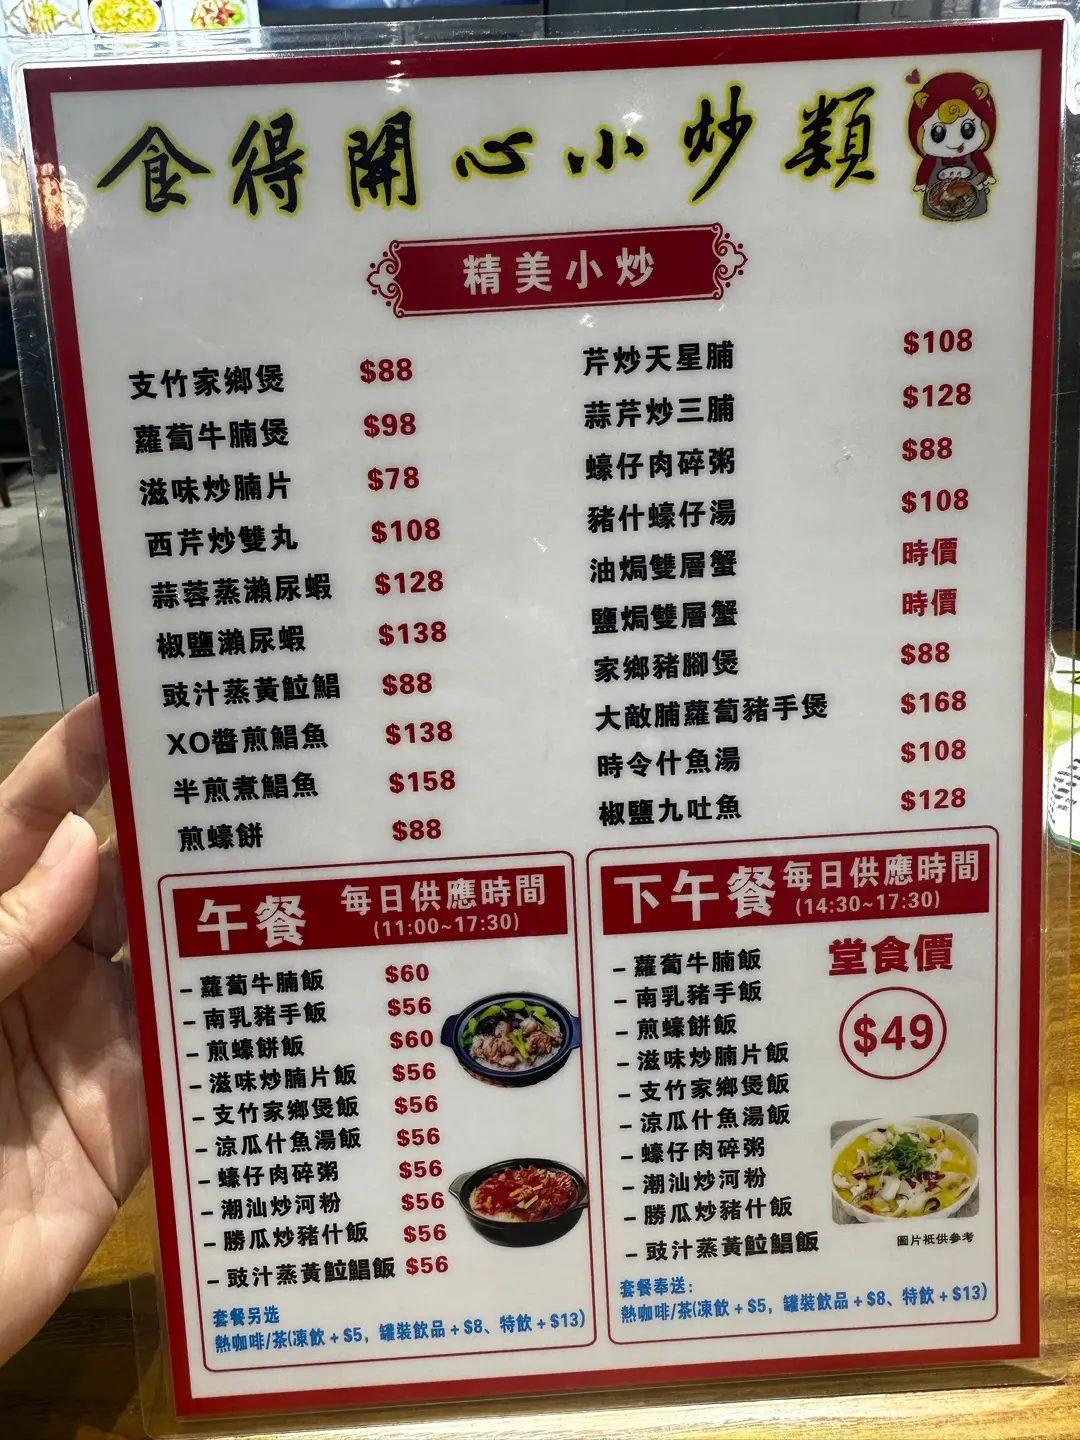 食得開心小炒類
精美小炒
支竹家鄉煲 $88
蘿蔔牛腩煲 $98
滋味炒腩片 $78
西芹炒雙丸 $108
蒜蓉蒸瀨尿蝦 $128
椒鹽瀨尿蝦 $138
豉汁蒸黃䱽鯧 $88
XO醬煎鯧魚 $138
半煎煮鯧魚 $158
煎蠔餅 $88
芹炒天星脯 $108
蒜芹炒三脯 $128
蠔仔肉碎粥 $88
豬什蠔仔湯 $108
油焗雙層蟹 時價
鹽焗雙層蟹 時價
家鄉豬腳煲 $88
大敵脯蘿蔔豬手煲 $168
時令什魚湯 $108
椒鹽九吐魚 $128
午餐 每日供應時間
(11:00~17:30)
– 蘿蔔牛腩飯 $60
– 南乳豬手飯 $56
– 煎蠔餅飯 $60
– 滋味炒腩片飯 $56
– 支竹家鄉煲飯 $56
– 涼瓜什魚湯飯 $56
– 蠔仔肉碎粥 $56
– 潮汕炒河粉 $56
– 勝瓜炒豬什飯 $56
– 豉汁蒸黃䱽鯧飯 $56
套餐另选
熱咖啡/茶(凍飲+$5, 罐裝飲品+$8、特飲+$13)
下午餐 每日供應時間
(14:30~17:30)
– 蘿蔔牛腩飯
– 南乳豬手飯
– 煎蠔餅飯
– 滋味炒腩片飯
– 支竹家鄉煲飯
– 涼瓜什魚湯飯
– 蠔仔肉碎粥
– 潮汕炒河粉
– 勝瓜炒豬什飯
– 豉汁蒸黃䱽鯧飯
堂食價
$49
圖片衹供參考
套餐奉送:
熱咖啡/茶(凍飲+$5, 罐裝飲品+$8、特飲+$13)